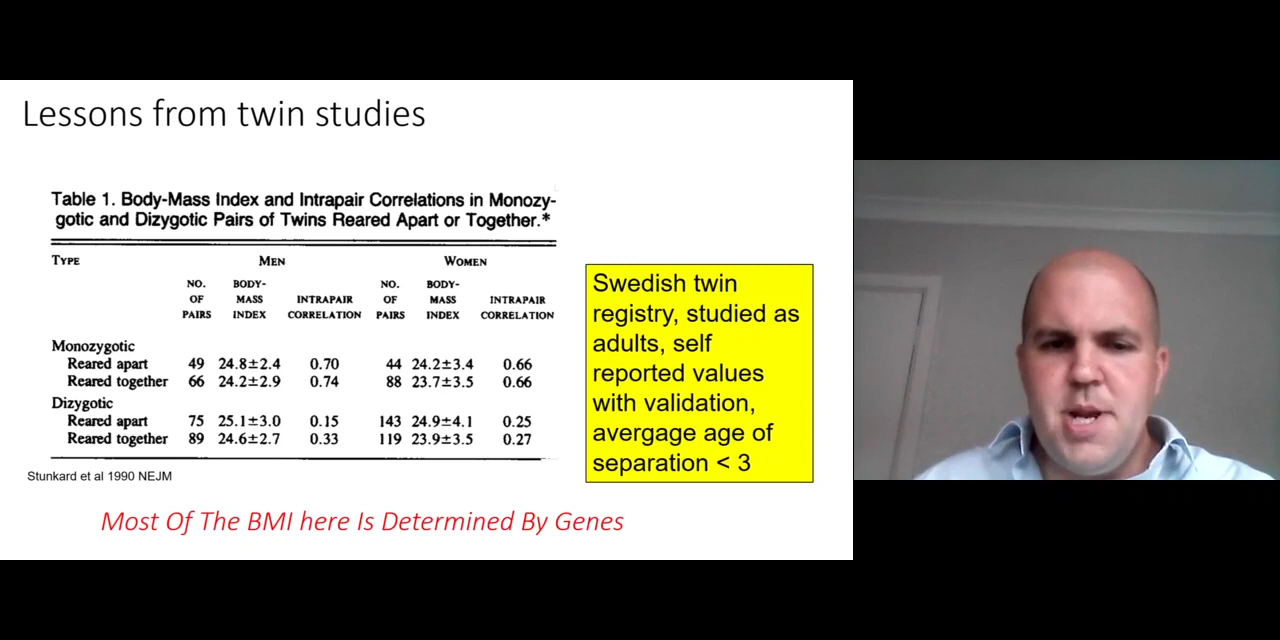 Lessons from twin studies
Table 1. Body-Mass Index and Intrapair Correlations in Monozy-
gotic and Dizygotic Pairs of Twins Reared Apart or Together.*
TYPE MEN WOMEN
NO. BODY- NO. BODY-
OF MASS INTRAPAIR OF MASS INTRAPAIR
PAIRS INDEX CORRELATION PAIRS INDEX CORRELATION
Monozygotic
Reared apart 49 24.8±2.4 0.70 44 24.2±3.4 0.66
Reared together 66 24.2±2.9 0.74 88 23.7±3.5 0.66
Dizygotic
Reared apart 75 25.1±3.0 0.15 143 24.9±4.1 0.25
Reared together 89 24.6±2.7 0.33 119 23.9±3.5 0.27
Stunkard et al 1990 NEJM
Swedish twin
registry, studied as
adults, self
reported values
with validation,
avergage age of
separation < 3
Most Of The BMI here Is Determined By Genes